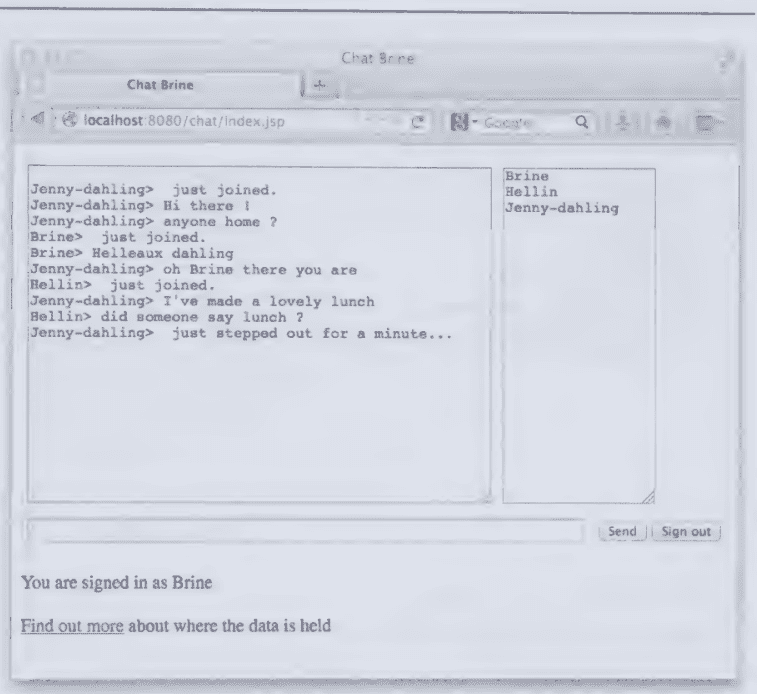 Chat Brine
Chat Brine
+
localhost:8080/chat/index.jsp
Google
Jenny-dahling>  just joined.
Jenny-dahling> Hi there !
Jenny-dahling> anyone home ?
Brine>  just joined.
Brine> Helleaux dahling
Jenny-dahling> oh Brine there you are
Hellin>  just joined.
Jenny-dahling> I've made a lovely lunch
Hellin> did someone say lunch ?
Jenny-dahling>  just stepped out for a minute...
Brine
Hellin
Jenny-dahling
Send
Sign out
You are signed in as Brine
Find out more about where the data is held